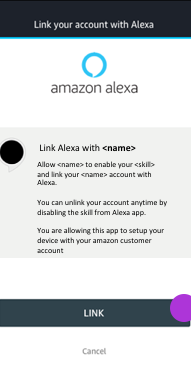 Link your account with Alexa
amazon alexa
Link Alexa with <name>
Allow <name> to enable your <skill>
and link your <name> account with
Alexa.
You can unlink your account anytime by
disabling the skill from Alexa app.
You are allowing this app to setup your
device with your amazon customer
account
LINK
Cancel